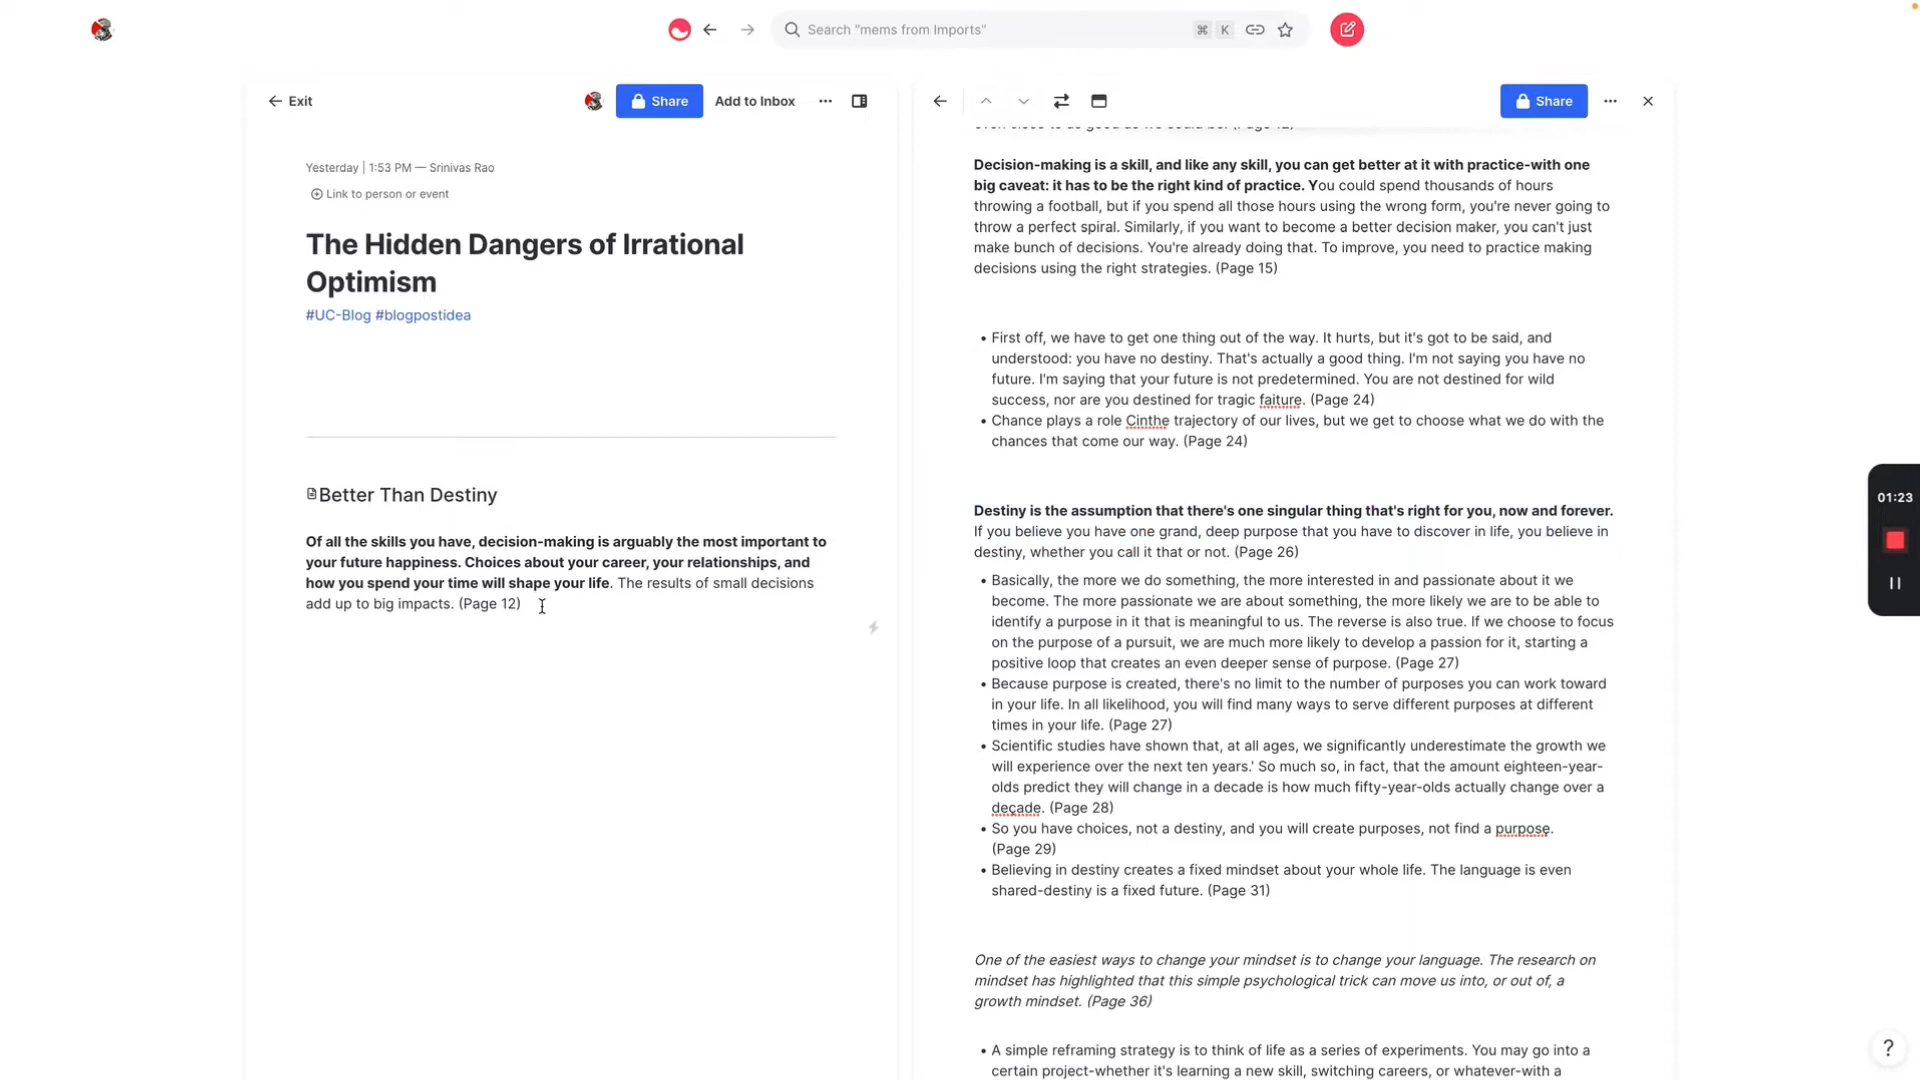 Search "mems from Imports"
⌘ K
Exit
Share
Add to Inbox
Yesterday | 1:53 PM — Srinivas Rao
Link to person or event
The Hidden Dangers of Irrational
Optimism
#UC-Blog #blogpostidea
Better Than Destiny
Of all the skills you have, decision-making is arguably the most important to
your future happiness. Choices about your career, your relationships, and
how you spend your time will shape your life. The results of small decisions
add up to big impacts. (Page 12)
Share
even close to as good as we could be. (Page 12)
Decision-making is a skill, and like any skill, you can get better at it with practice-with one
big caveat: it has to be the right kind of practice. You could spend thousands of hours
throwing a football, but if you spend all those hours using the wrong form, you're never going to
throw a perfect spiral. Similarly, if you want to become a better decision maker, you can't just
make bunch of decisions. You're already doing that. To improve, you need to practice making
decisions using the right strategies. (Page 15)
• First off, we have to get one thing out of the way. It hurts, but it's got to be said, and
understood: you have no destiny. That's actually a good thing. I'm not saying you have no
future. I'm saying that your future is not predetermined. You are not destined for wild
success, nor are you destined for tragic faiture. (Page 24)
• Chance plays a role Cinthe trajectory of our lives, but we get to choose what we do with the
chances that come our way. (Page 24)
Destiny is the assumption that there's one singular thing that's right for you, now and forever.
If you believe you have one grand, deep purpose that you have to discover in life, you believe in
destiny, whether you call it that or not. (Page 26)
• Basically, the more we do something, the more interested in and passionate about it we
become. The more passionate we are about something, the more likely we are to be able to
identify a purpose in it that is meaningful to us. The reverse is also true. If we choose to focus
on the purpose of a pursuit, we are much more likely to develop a passion for it, starting a
positive loop that creates an even deeper sense of purpose. (Page 27)
• Because purpose is created, there's no limit to the number of purposes you can work toward
in your life. In all likelihood, you will find many ways to serve different purposes at different
times in your life. (Page 27)
• Scientific studies have shown that, at all ages, we significantly underestimate the growth we
will experience over the next ten years.' So much so, in fact, that the amount eighteen-year-
olds predict they will change in a decade is how much fifty-year-olds actually change over a
deçade. (Page 28)
• So you have choices, not a destiny, and you will create purposes, not find a purpose.
(Page 29)
• Believing in destiny creates a fixed mindset about your whole life. The language is even
shared-destiny is a fixed future. (Page 31)
One of the easiest ways to change your mindset is to change your language. The research on
mindset has highlighted that this simple psychological trick can move us into, or out of, a
growth mindset. (Page 36)
• A simple reframing strategy is to think of life as a series of experiments. You may go into a
certain project-whether it's learning a new skill, switching careers, or whatever-with a
01:23
?